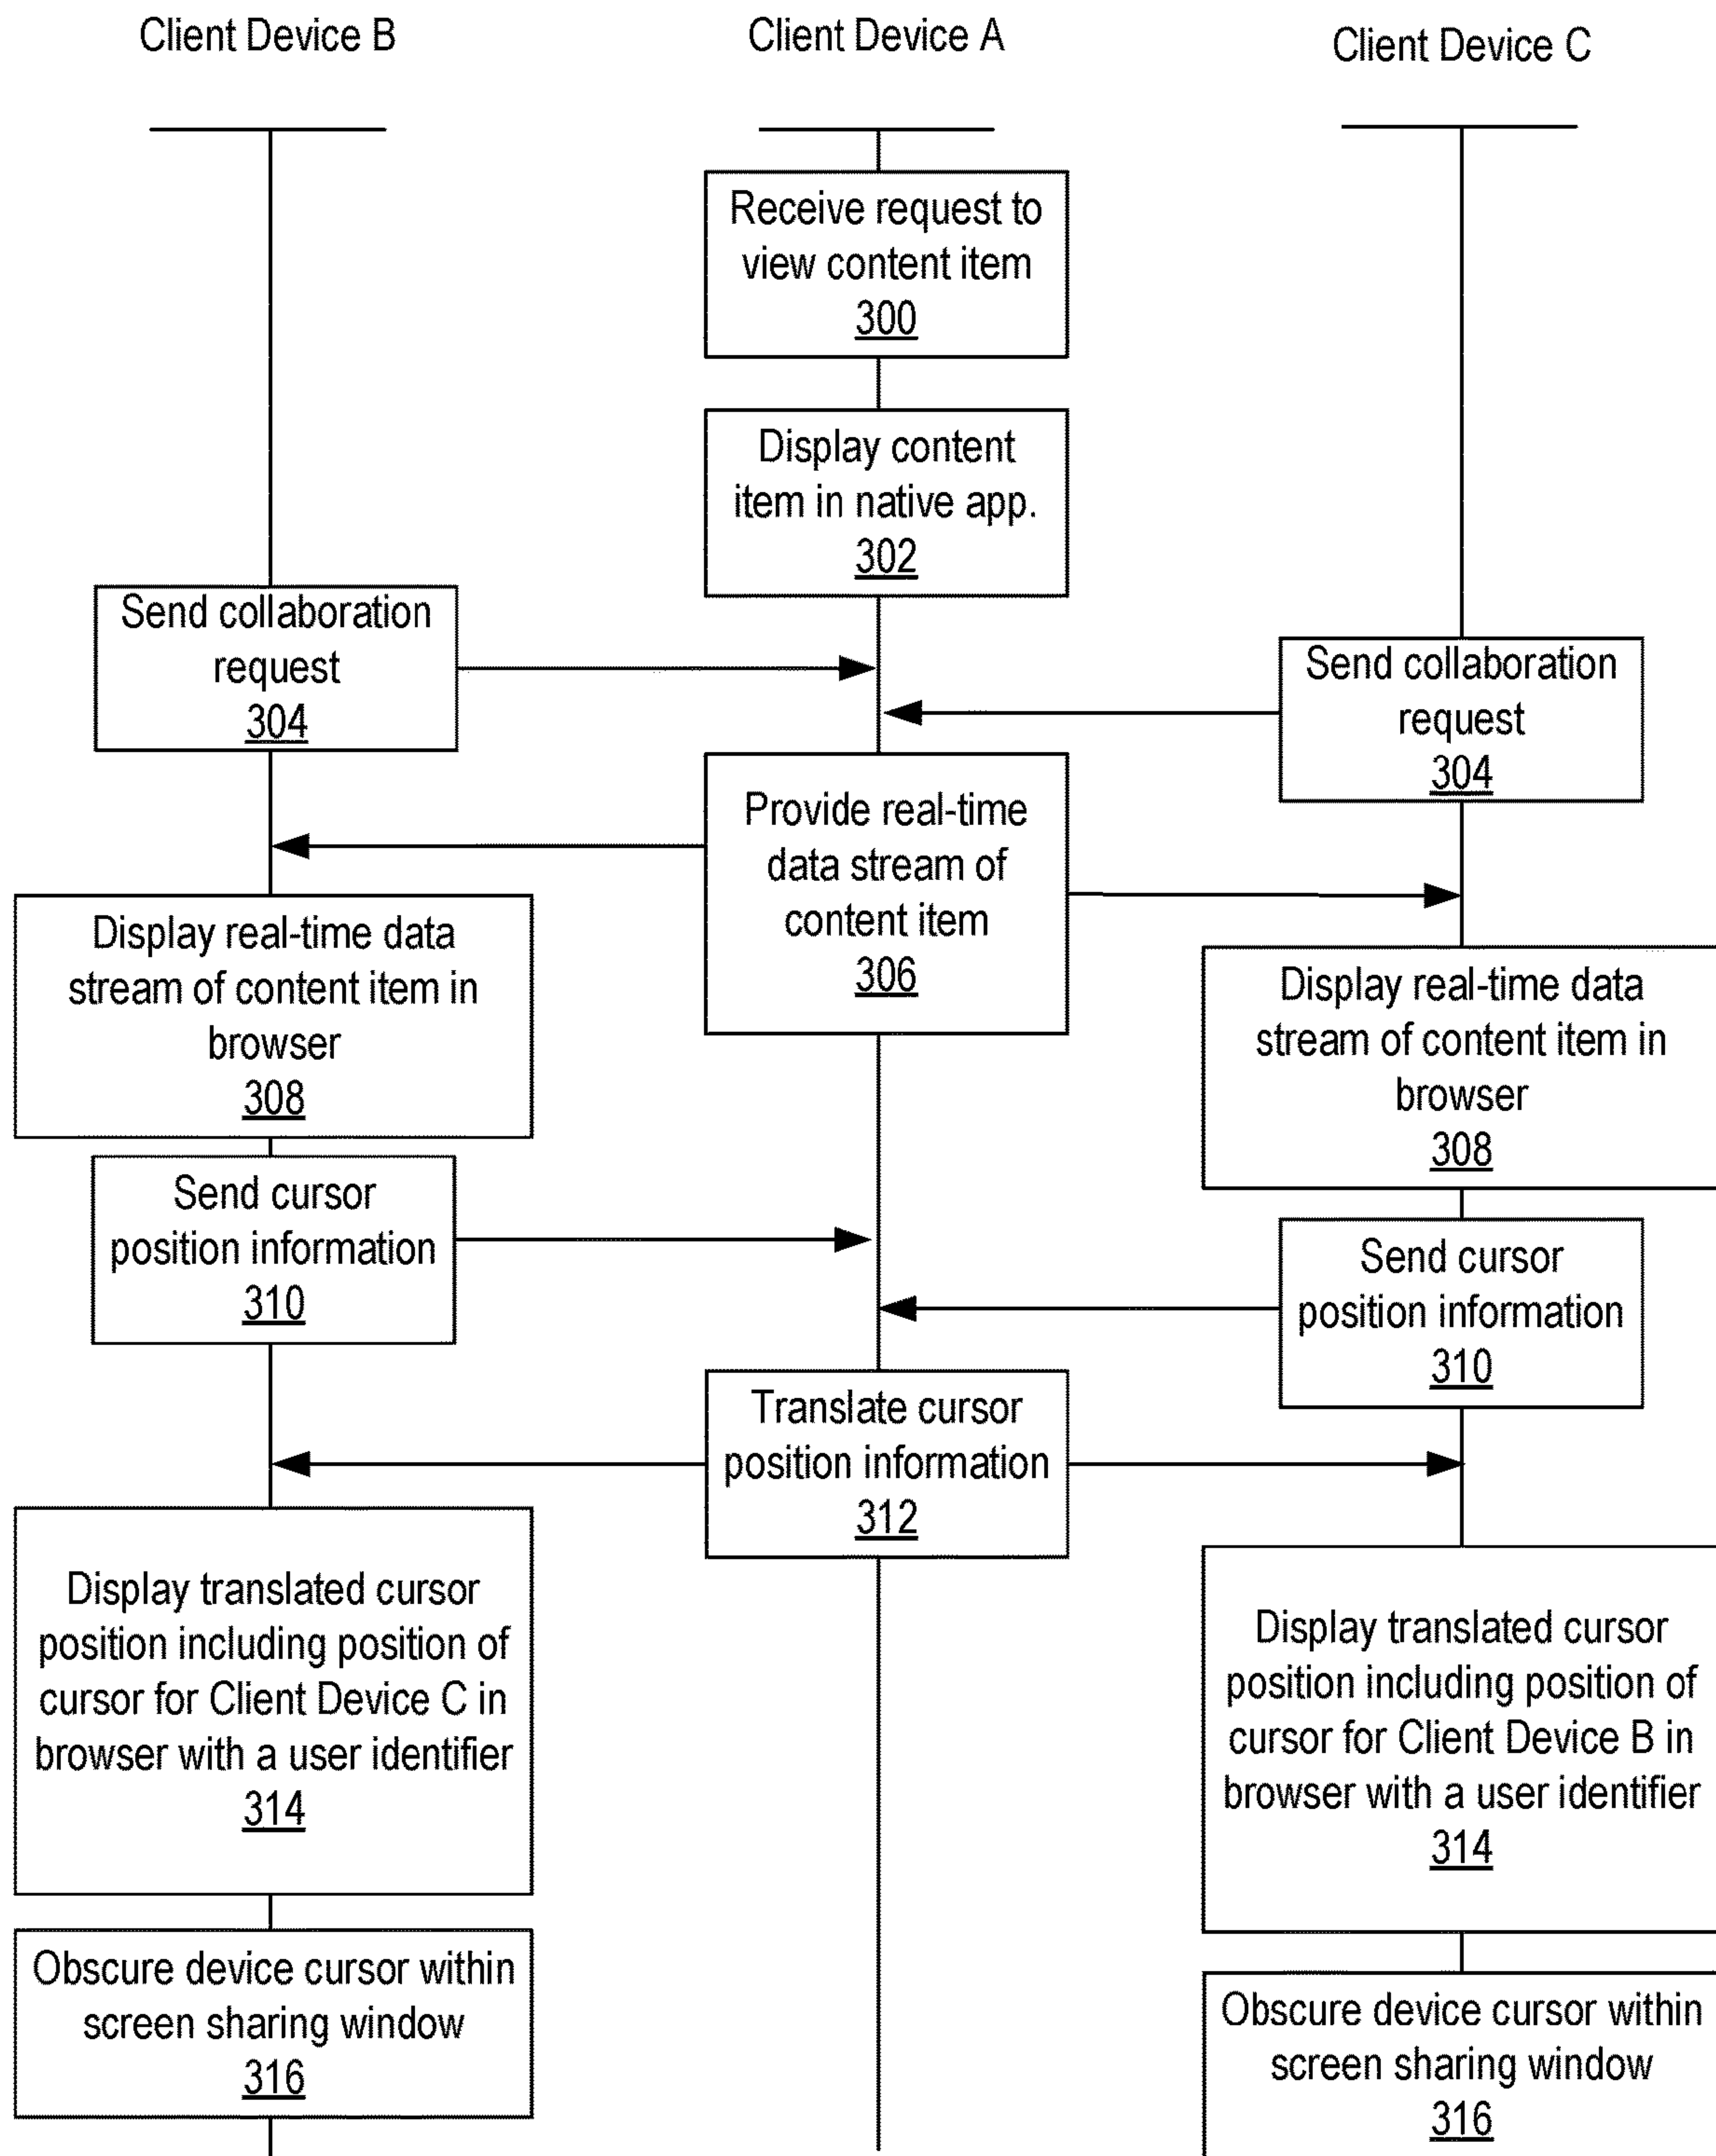 Client Device B
Client Device A
Client Device C
Receive request to
view content item
300
Display content
item in native app.
302
Send collaboration
request
304
Send collaboration
request
304
Provide real-time
data stream of
content item
306
Display real-time data
stream of content item in
browser
308
Display real-time data
stream of content item in
browser
308
Send cursor
position information
310
Send cursor
position information
310
Translate cursor
position information
312
Display translated cursor
position including position of
cursor for Client Device C in
browser with a user identifier
314
Display translated cursor
position including position of
cursor for Client Device B in
browser with a user identifier
314
Obscure device cursor within
screen sharing window
316
Obscure device cursor within
screen sharing window
316